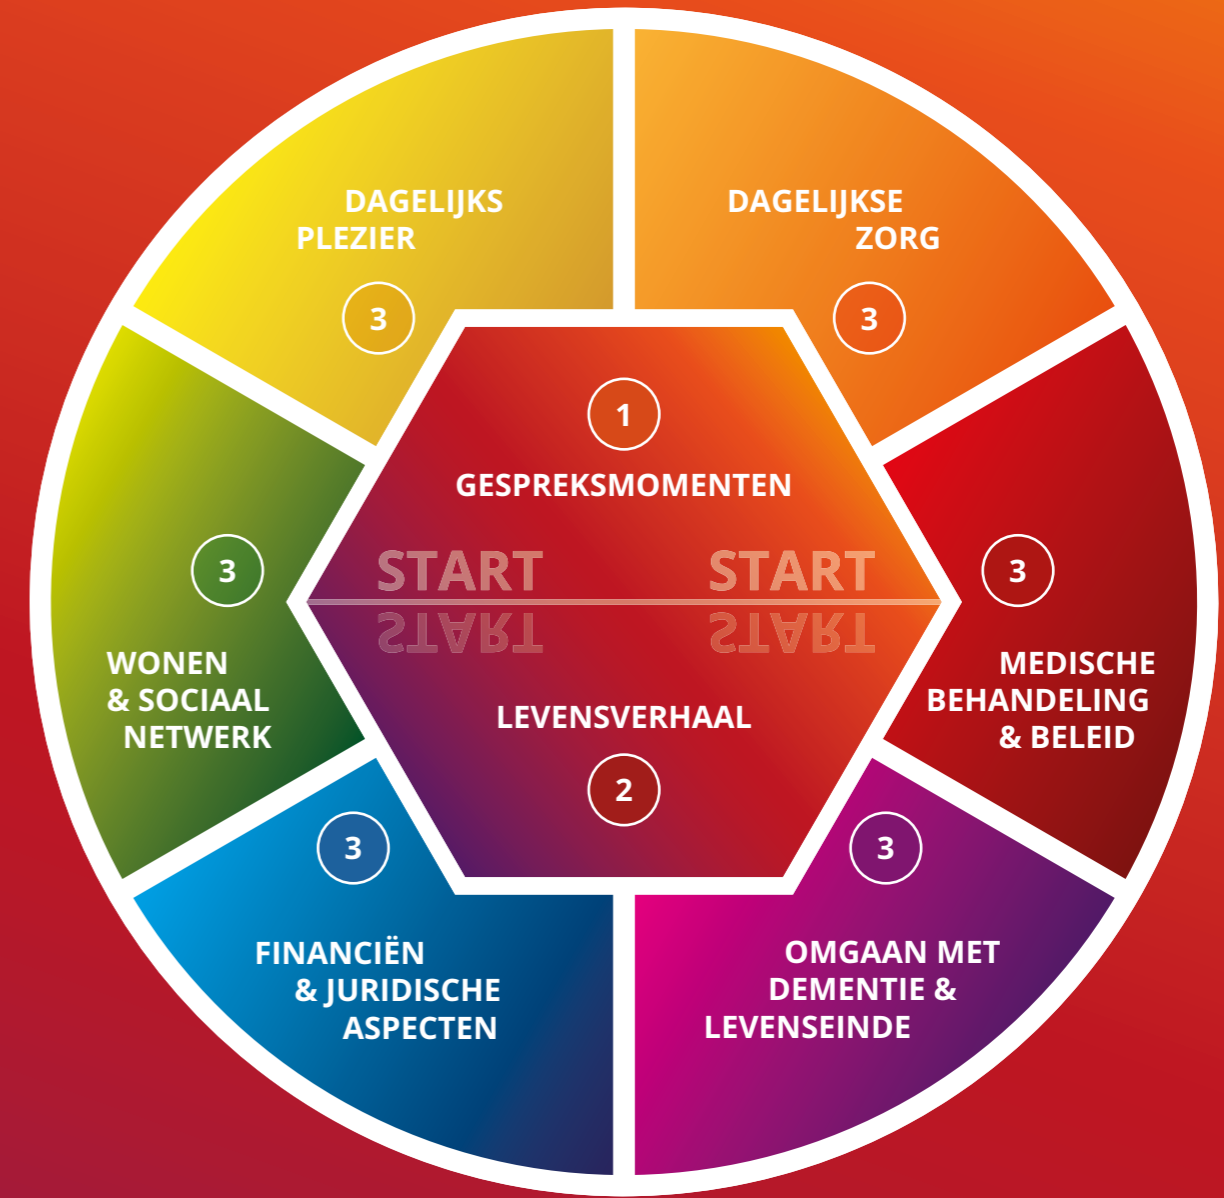 DAGELIJKS
PLEZIER
3
DAGELIJKSE
ZORG
3
1
GESPREKSMOMENTEN
START
START
START
START
LEVENSVERHAAL
2
3
WONEN
& SOCIAAL
NETWERK
3
MEDISCHE
BEHANDELING
& BELEID
3
FINANCIËN
& JURIDISCHE
ASPECTEN
3
OMGAAN MET
DEMENTIE &
LEVENSEINDE